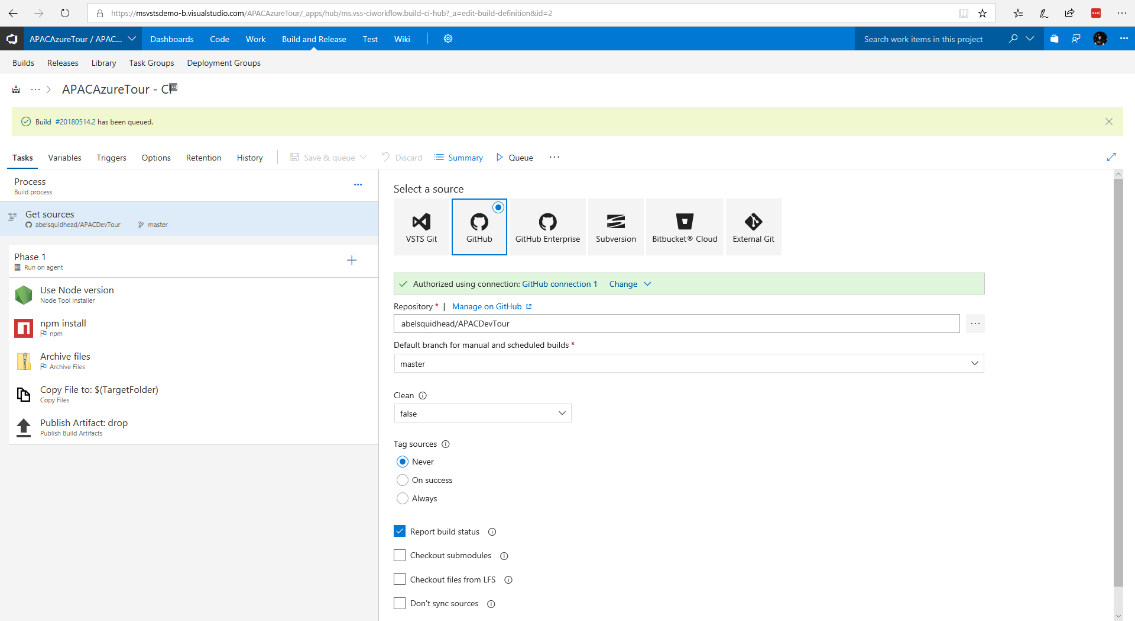 https://msvstsdemo-b.visualstudio.com/APACAzureTour/_apps/hub/ms.vss-ciworkflow.build-ci-hub?_a=edit-build-definition&id=2
APACAzureTour / APAC... Dashboards Code Work Build and Release Test Wiki Search work items in this project
Builds Releases Library Task Groups Deployment Groups
... > APACAzureTour - CI
Build #20180514.2 has been queued.
Tasks Variables Triggers Options Retention History Save & queue Discard Summary Queue ...
Process
Build process
Get sources
abelsquidhead/APACDevTour master
Phase 1
Run on agent
Use Node version
Node Tool Installer
npm install
npm
Archive files
Archive Files
Copy File to: $(TargetFolder)
Copy Files
Publish Artifact: drop
Publish Build Artifacts
Select a source
VSTS Git GitHub GitHub Enterprise Subversion Bitbucket® Cloud External Git
Authorized using connection: GitHub connection 1 Change
Repository * | Manage on GitHub
abelsquidhead/APACDevTour ...
Default branch for manual and scheduled builds *
master
Clean
false
Tag sources
Never
On success
Always
Report build status
Checkout submodules
Checkout files from LFS
Don't sync sources